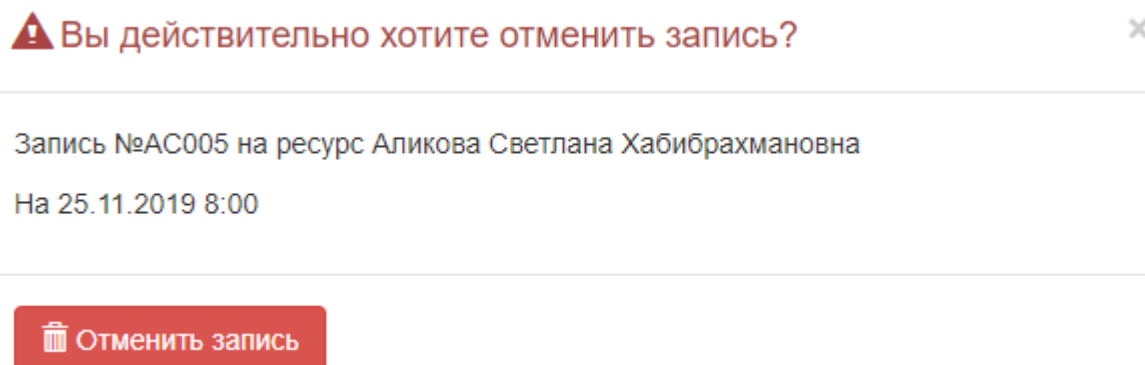 Вы действительно хотите отменить запись?
Запись №АС005 на ресурс Аликова Светлана Хабибрахмановна
На 25.11.2019 8:00
Отменить запись